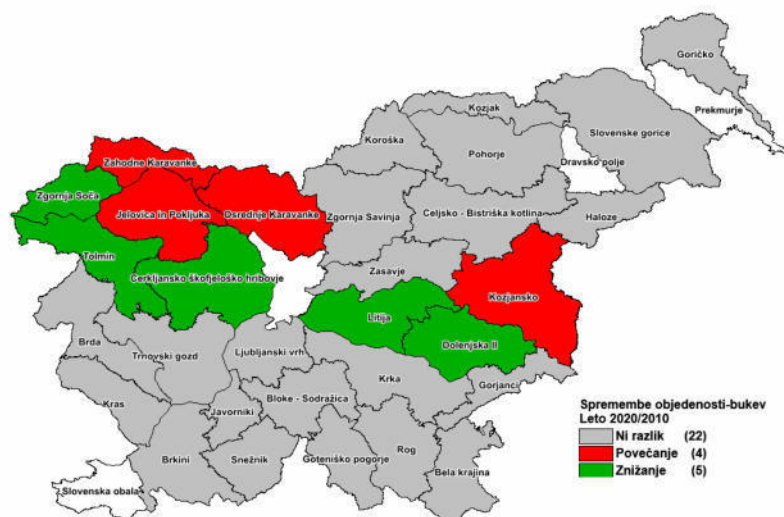 Goričko
Prekmurje
Kozjak
Slovenske gorice
Koroška
Pohorje
Dravsko polje
Zahodne Karavanke
Zgornja Soča
Jelovica in Pokljuka
Osrednje Karavanke
Zgornja Savinja
Celjsko - Bistriška kotlina
Haloze
Tolmin
Cerkljansko škofjeloško hribovje
Zasavje
Kozjansko
Litija
Dolenjska II
Brda
Trnovski gozd
Ljubljanski vrh
Krka
Gorjanci
Kras
Javorniki
Bloke - Sodražica
Brkini
Snežnik
Goteniško pogorje
Rog
Bela krajina
Slovenska obala
Spremembe objedenosti-bukev
Leto 2020/2010
Ni razlik (22)
Povečanje (4)
Znižanje (5)